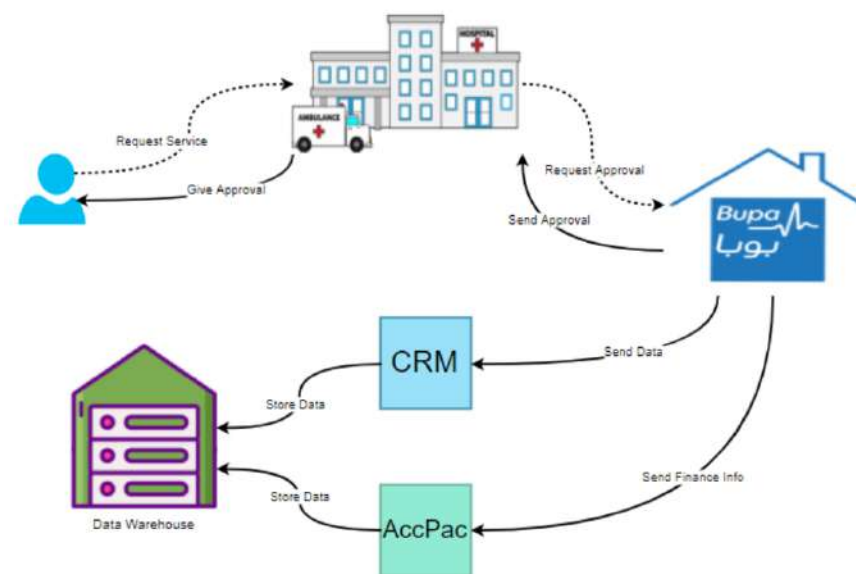 HOSPITAL
AMBULANCE
Request Service
Give Approval
Request Approval
Send Approval
Bupa
بوبا
CRM
Send Data
Store Data
Send Finance Info
Store Data
AccPac
Data Warehouse